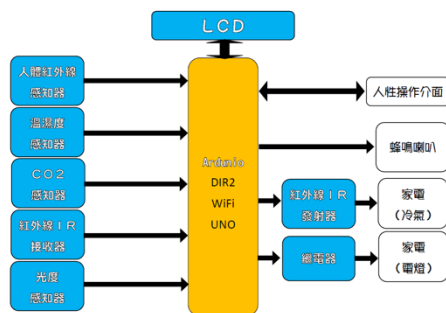 LCD
人體紅外線
感知器
溫濕度
感知器
CO2
感知器
紅外線IR
接收器
光度
感知器
Ardunio
DIR2
WiFi
UNO
人性操作介面
蜂鳴喇叭
紅外線IR
發射器
家電
(冷氣)
繼電器
家電
(電燈)